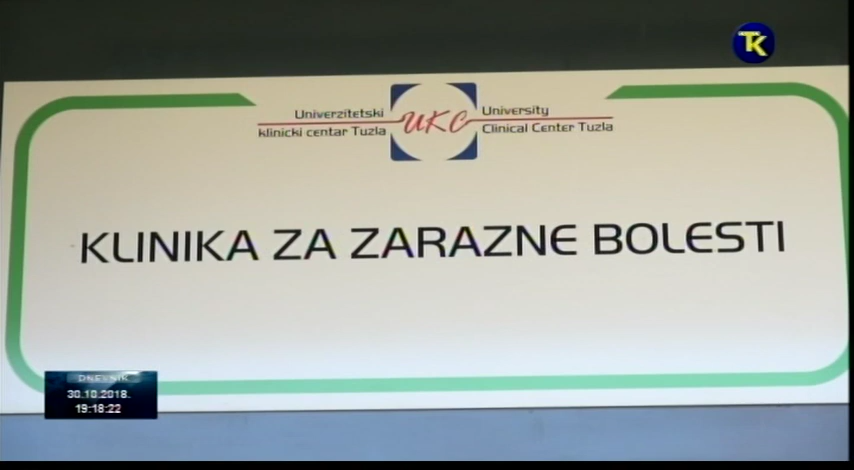 TK
Univerzitetski
klinicki centar Tuzla
UKC
University
Clinical Center Tuzla
KLINIKA ZA ZARAZNE BOLESTI
DNEVNIK
30.10.2018.
19:18:22